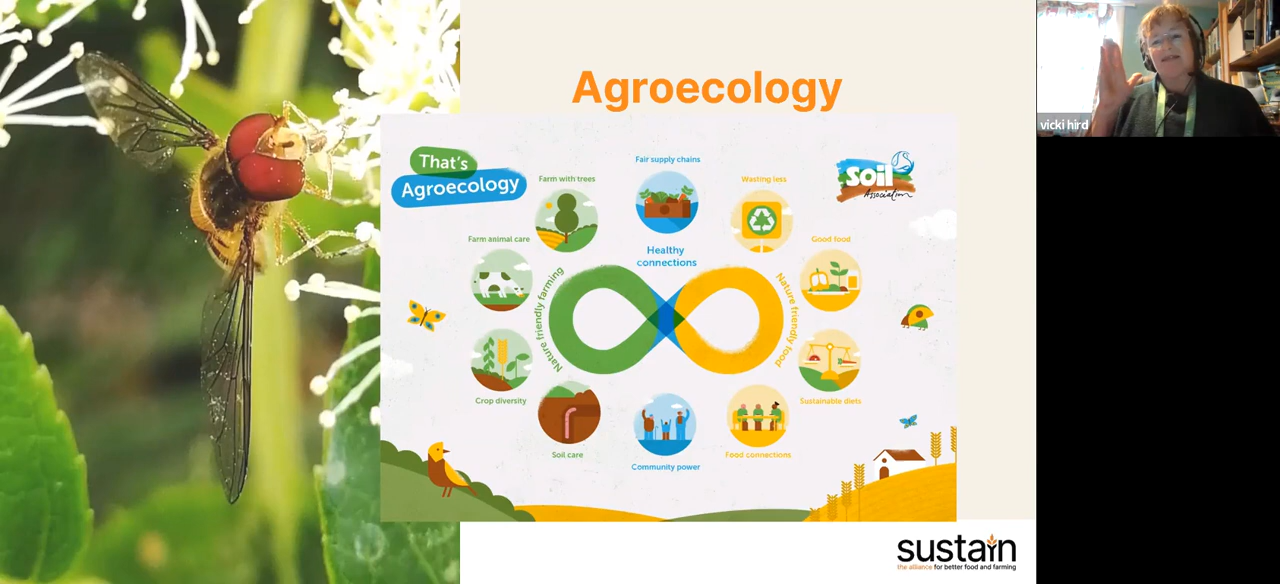 Agroecology
vicki hird
That's
Agroecology
Soil
Association
Fair supply chains
Farm with trees
Wasting less
Farm animal care
Good food
Healthy
connections
Nature friendly farming
Nature friendly food
Crop diversity
Sustainable diets
Soil care
Food connections
Community power
sustain
the alliance for better food and farming